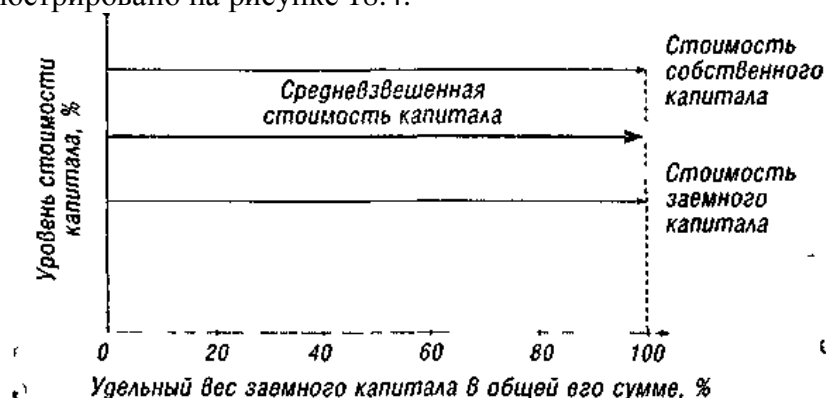 юстрировано на рисунке 18.4.
Стоимость
собственного
капитала
Средневзвешенная
стоимость капитала
Стоимость
заемного
капитала
Уровень стоимости
капитала, %
0 20 40 60 80 100
Удельный вес заемного капитала в общей его сумме, %